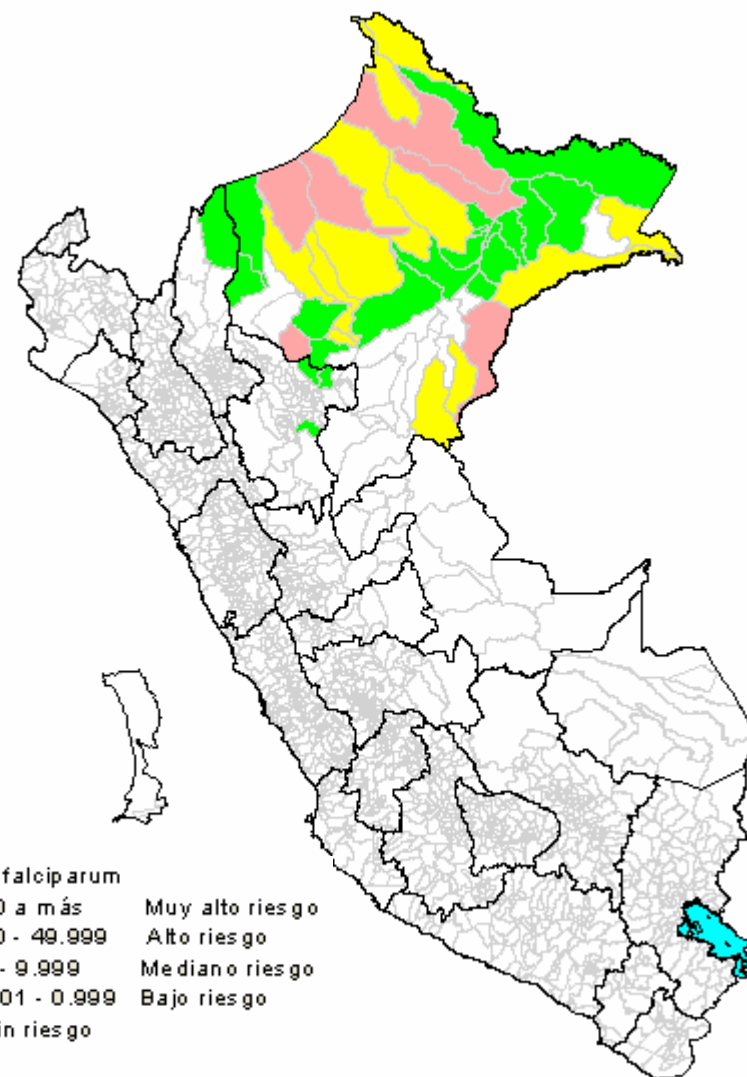 falciparum
0 a más Muy alto riesgo
0 - 49.999 Alto riesgo
- 9.999 Mediano riesgo
01 - 0.999 Bajo riesgo
in riesgo